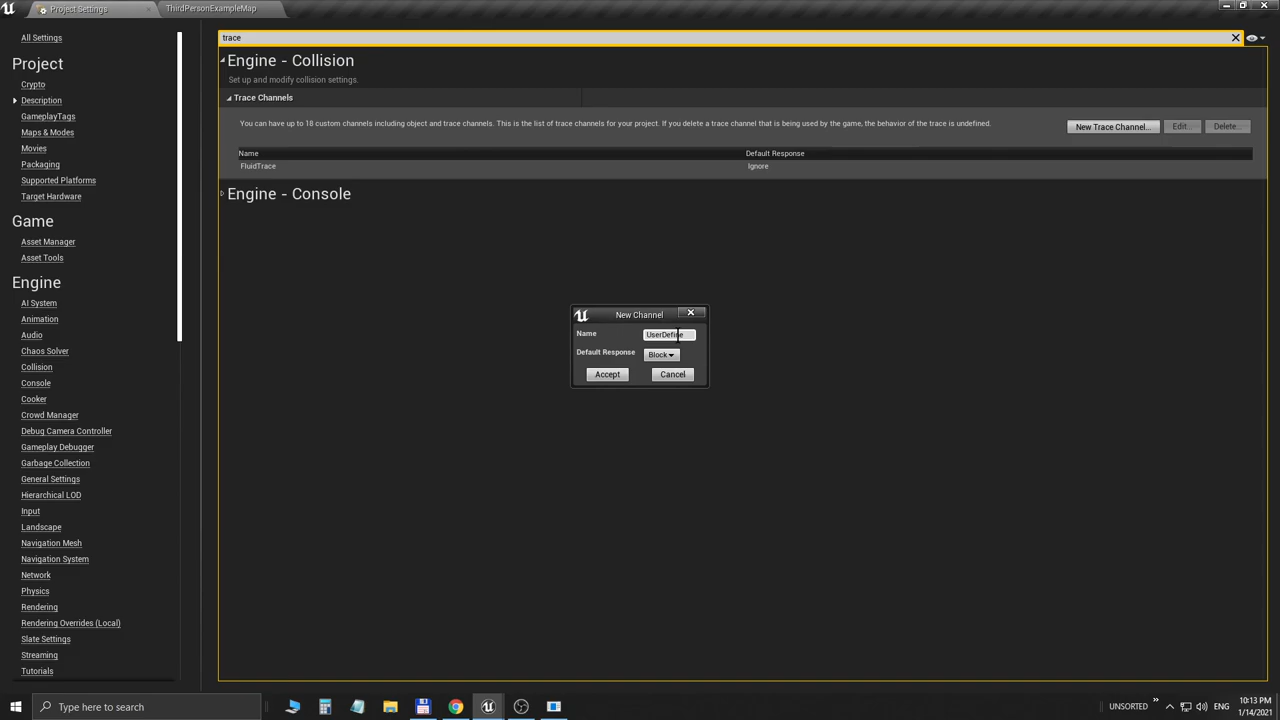 Project Settings
ThirdPersonExampleMap
All Settings
Project
Crypto
Description
GameplayTags
Maps & Modes
Movies
Packaging
Supported Platforms
Target Hardware
Game
Asset Manager
Asset Tools
Engine
AI System
Animation
Audio
Chaos Solver
Collision
Console
Cooker
Crowd Manager
Debug Camera Controller
Gameplay Debugger
Garbage Collection
General Settings
Hierarchical LOD
Input
Landscape
Navigation Mesh
Navigation System
Network
Physics
Rendering
Rendering Overrides (Local)
Slate Settings
Streaming
Tutorials
trace
Engine - Collision
Set up and modify collision settings.
Trace Channels
You can have up to 18 custom channels including object and trace channels. This is the list of trace channels for your project. If you delete a trace channel that is being used by the game, the behavior of the trace is undefined.
New Trace Channel... Edit... Delete...
Name Default Response
FluidTrace Ignore
Engine - Console
New Channel
Name UserDefine
Default Response Block
Accept Cancel
Type here to search
UNSORTED
ENG
10:13 PM
1/14/2021